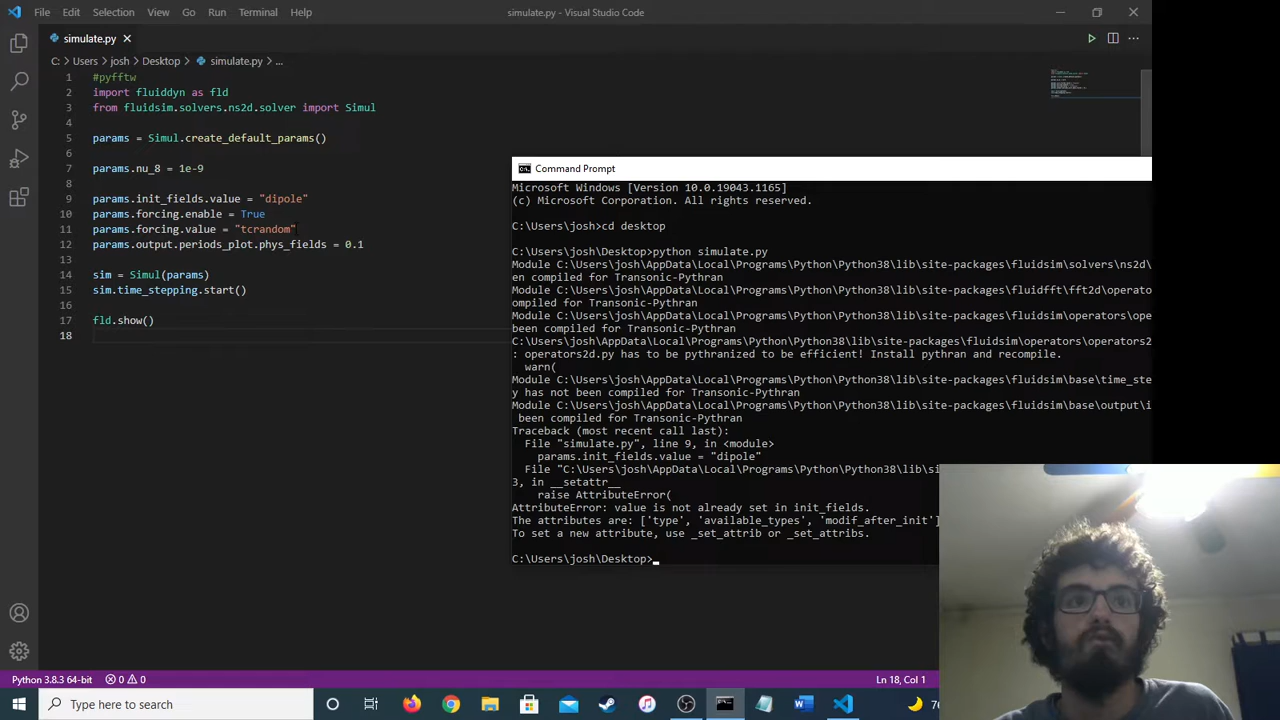 File Edit Selection View Go Run Terminal Help
simulate.py - Visual Studio Code
simulate.py
C: > Users > josh > Desktop > simulate.py > ...
1 #pyfftw
2 import fluiddyn as fld
3 from fluidsim.solvers.ns2d.solver import Simul
4
5 params = Simul.create_default_params()
6
7 params.nu_8 = 1e-9
8
9 params.init_fields.value = "dipole"
10 params.forcing.enable = True
11 params.forcing.value = "tcrandom"
12 params.output.periods_plot.phys_fields = 0.1
13
14 sim = Simul(params)
15 sim.time_stepping.start()
16
17 fld.show()
18
Command Prompt
Microsoft Windows [Version 10.0.19043.1165]
(c) Microsoft Corporation. All rights reserved.
C:\Users\josh>cd desktop
C:\Users\josh\Desktop>python simulate.py
Module C:\Users\josh\AppData\Local\Programs\Python\Python38\lib\site-packages\fluidsim\solvers\ns2d\
en compiled for Transonic-Pythran
Module C:\Users\josh\AppData\Local\Programs\Python\Python38\lib\site-packages\fluidfft\fft2d\operato
ompiled for Transonic-Pythran
Module C:\Users\josh\AppData\Local\Programs\Python\Python38\lib\site-packages\fluidsim\operators\ope
been compiled for Transonic-Pythran
C:\Users\josh\AppData\Local\Programs\Python\Python38\lib\site-packages\fluidsim\operators\operators2
: operators2d.py has to be pythranized to be efficient! Install pythran and recompile.
warn(
Module C:\Users\josh\AppData\Local\Programs\Python\Python38\lib\site-packages\fluidsim\base\time_ste
y has not been compiled for Transonic-Pythran
Module C:\Users\josh\AppData\Local\Programs\Python\Python38\lib\site-packages\fluidsim\base\output\i
been compiled for Transonic-Pythran
Traceback (most recent call last):
File "simulate.py", line 9, in <module>
params.init_fields.value = "dipole"
File "C:\Users\josh\AppData\Local\Programs\Python\Python38\lib\si
3, in __setattr__
raise AttributeError(
AttributeError: value is not already set in init_fields.
The attributes are: ['type', 'available_types', 'modif_after_init']
To set a new attribute, use _set_attrib or _set_attribs.
C:\Users\josh\Desktop>
Python 3.8.3 64-bit 0 0 Ln 18, Col 1
Type here to search